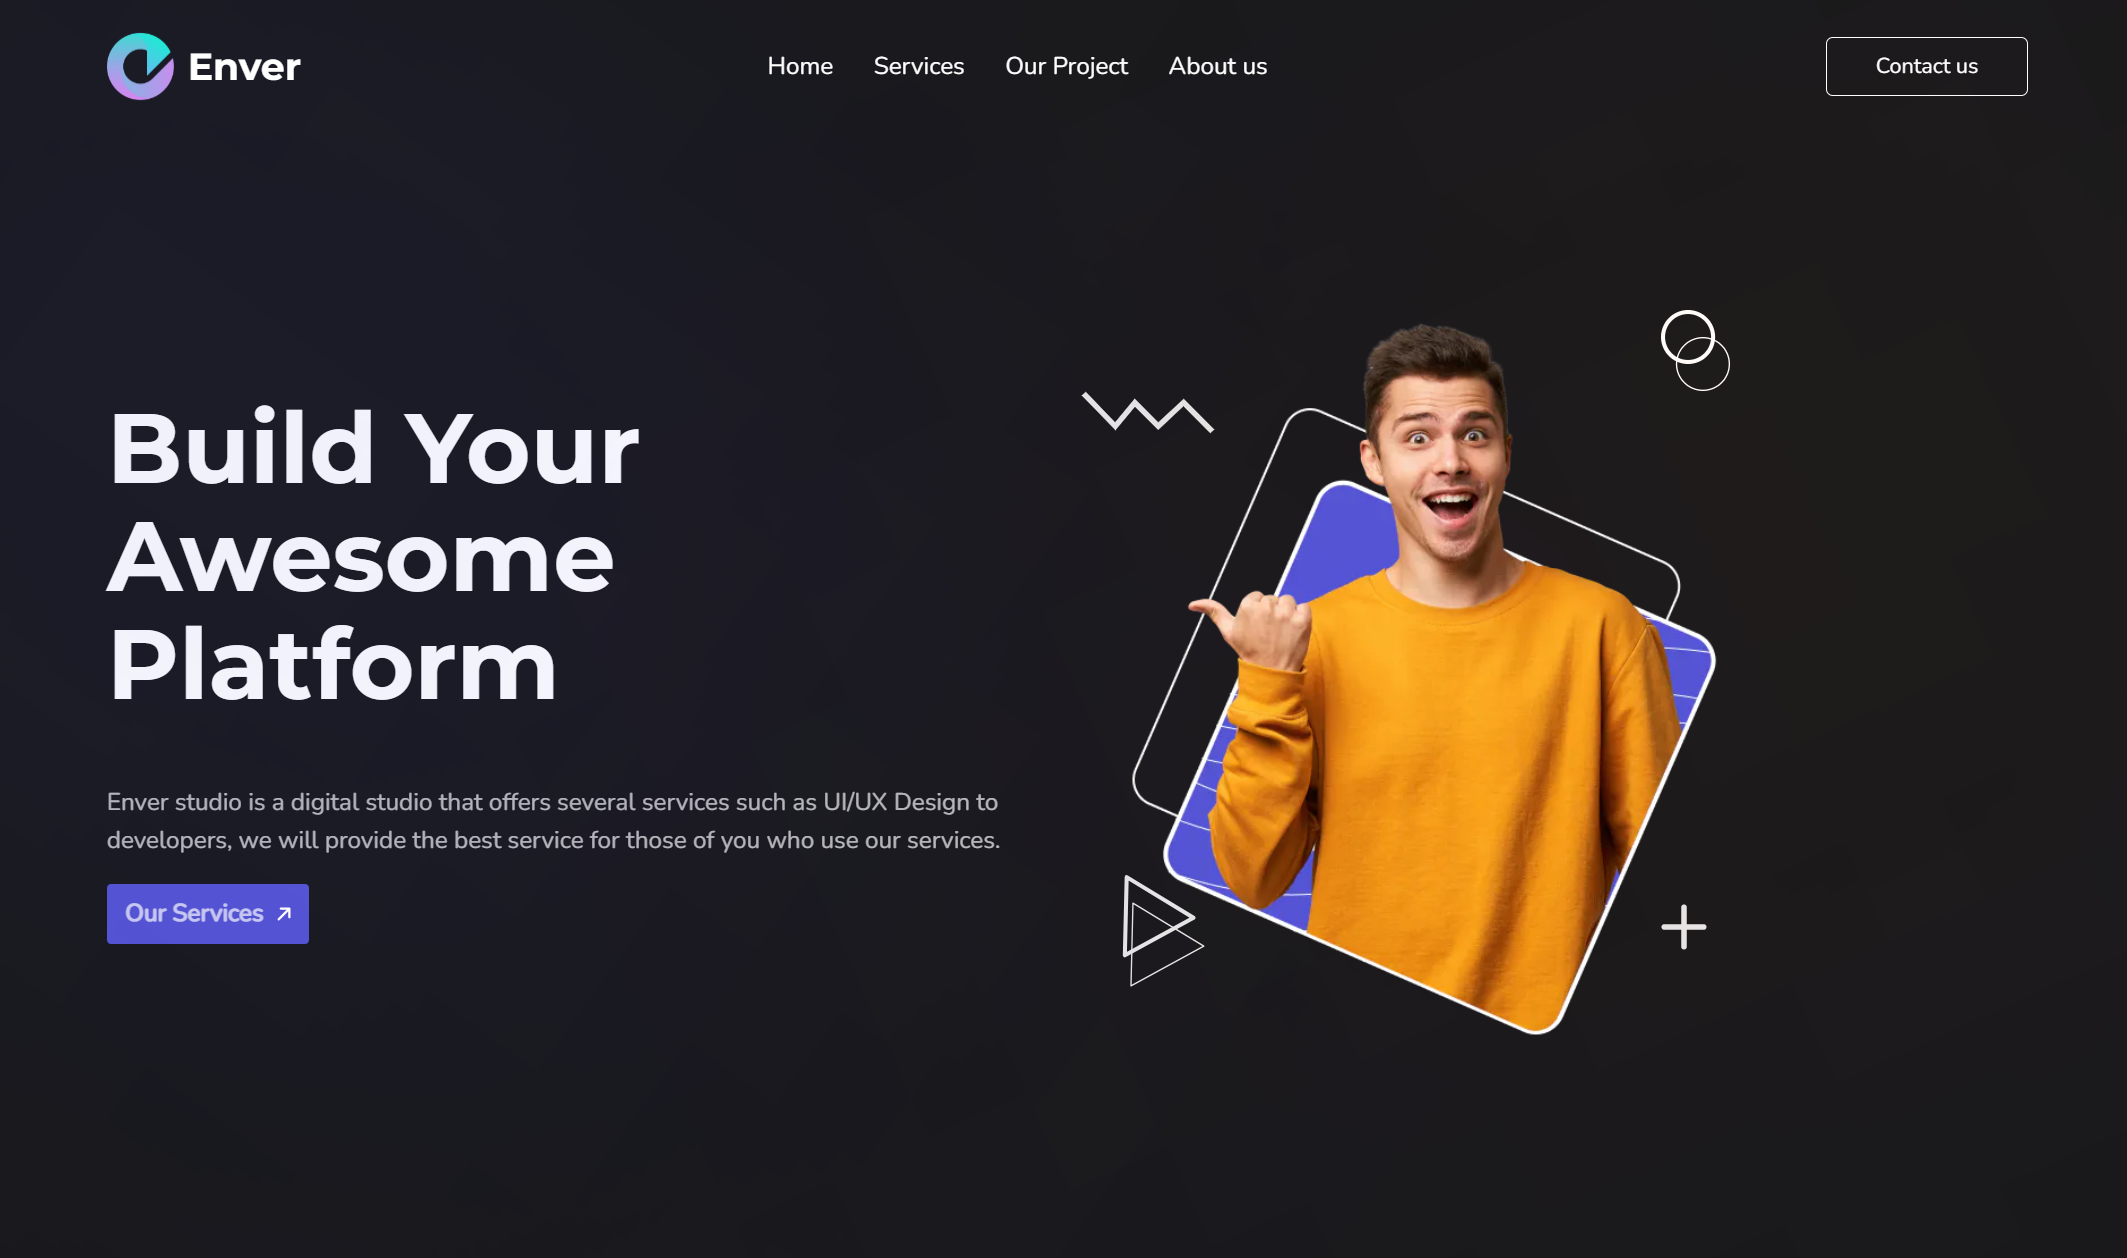 Enver
Home
Services
Our Project
About us
Contact us
Build Your
Awesome
Platform
Enver studio is a digital studio that offers several services such as UI/UX Design to
developers, we will provide the best service for those of you who use our services.
Our Services